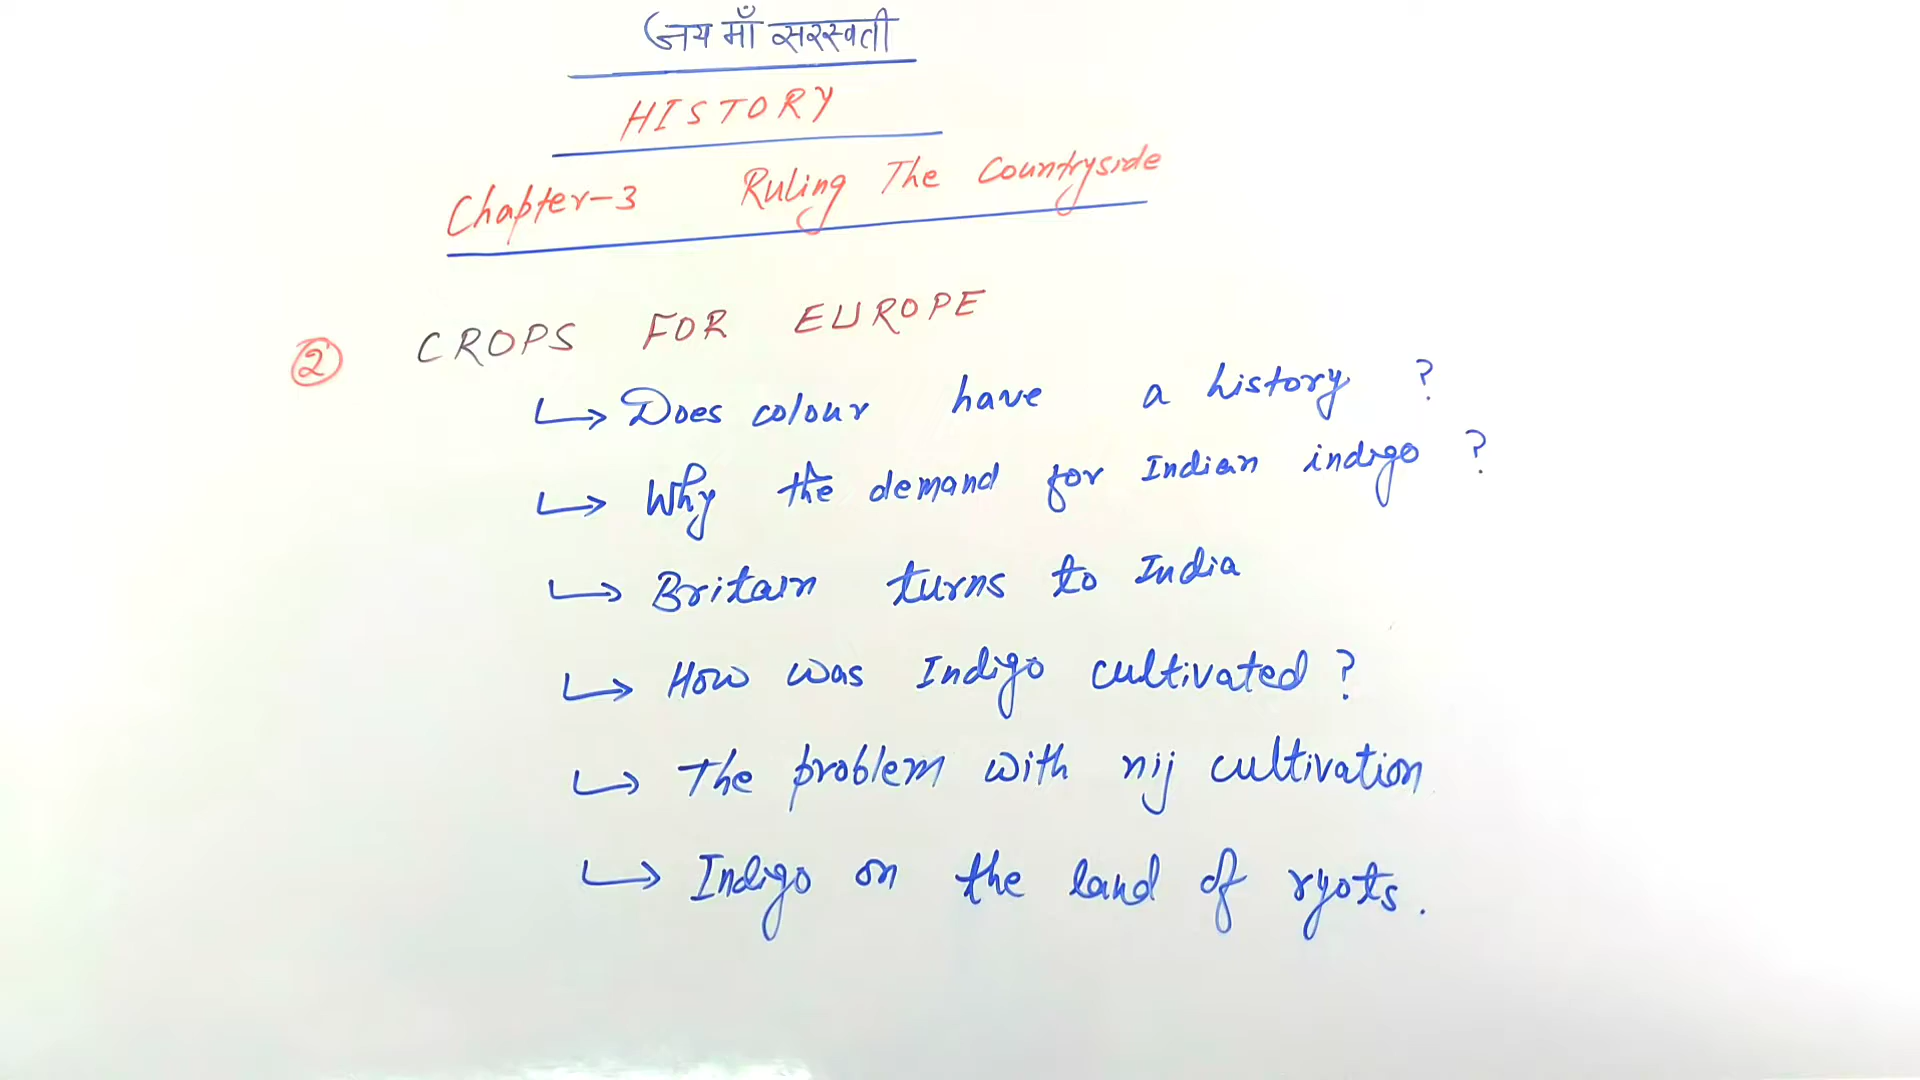 जय माँ सरस्वती
HISTORY
Chapter-3 Ruling The Countryside
② CROPS FOR EUROPE
↳ Does colour have a history ?
↳ Why the demand for Indian indigo ?
↳ Britain turns to India
↳ How was Indigo cultivated ?
↳ The problem with nij cultivation
↳ Indigo on the land of ryots.